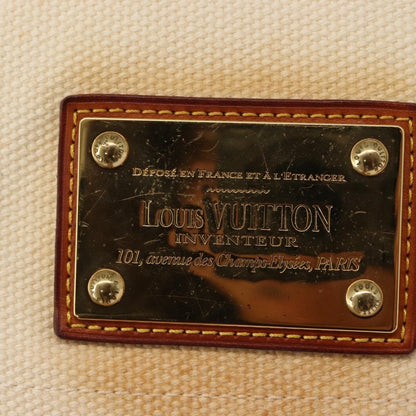 DÉPOSÉ EN FRANCE ET À L'ETRANGER
LOUIS VUITTON
INVENTEUR
101, avenue des Champs-Elysées, PARIS